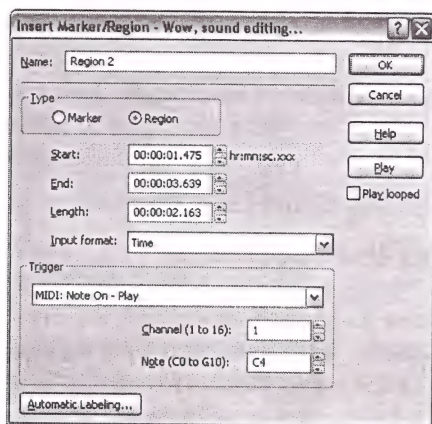 Insert Marker/Region - Wow, sound editing...
Name: Region 2
OK
Cancel
Type
Marker Region
Help
Start: 00:00:01.475 hr:mn:sc.xxx
Play
End: 00:00:03.639
Play looped
Length: 00:00:02.163
Input format: Time
Trigger
MIDI: Note On - Play
Channel (1 to 16): 1
Note (C0 to G10): C4
Automatic Labeling...